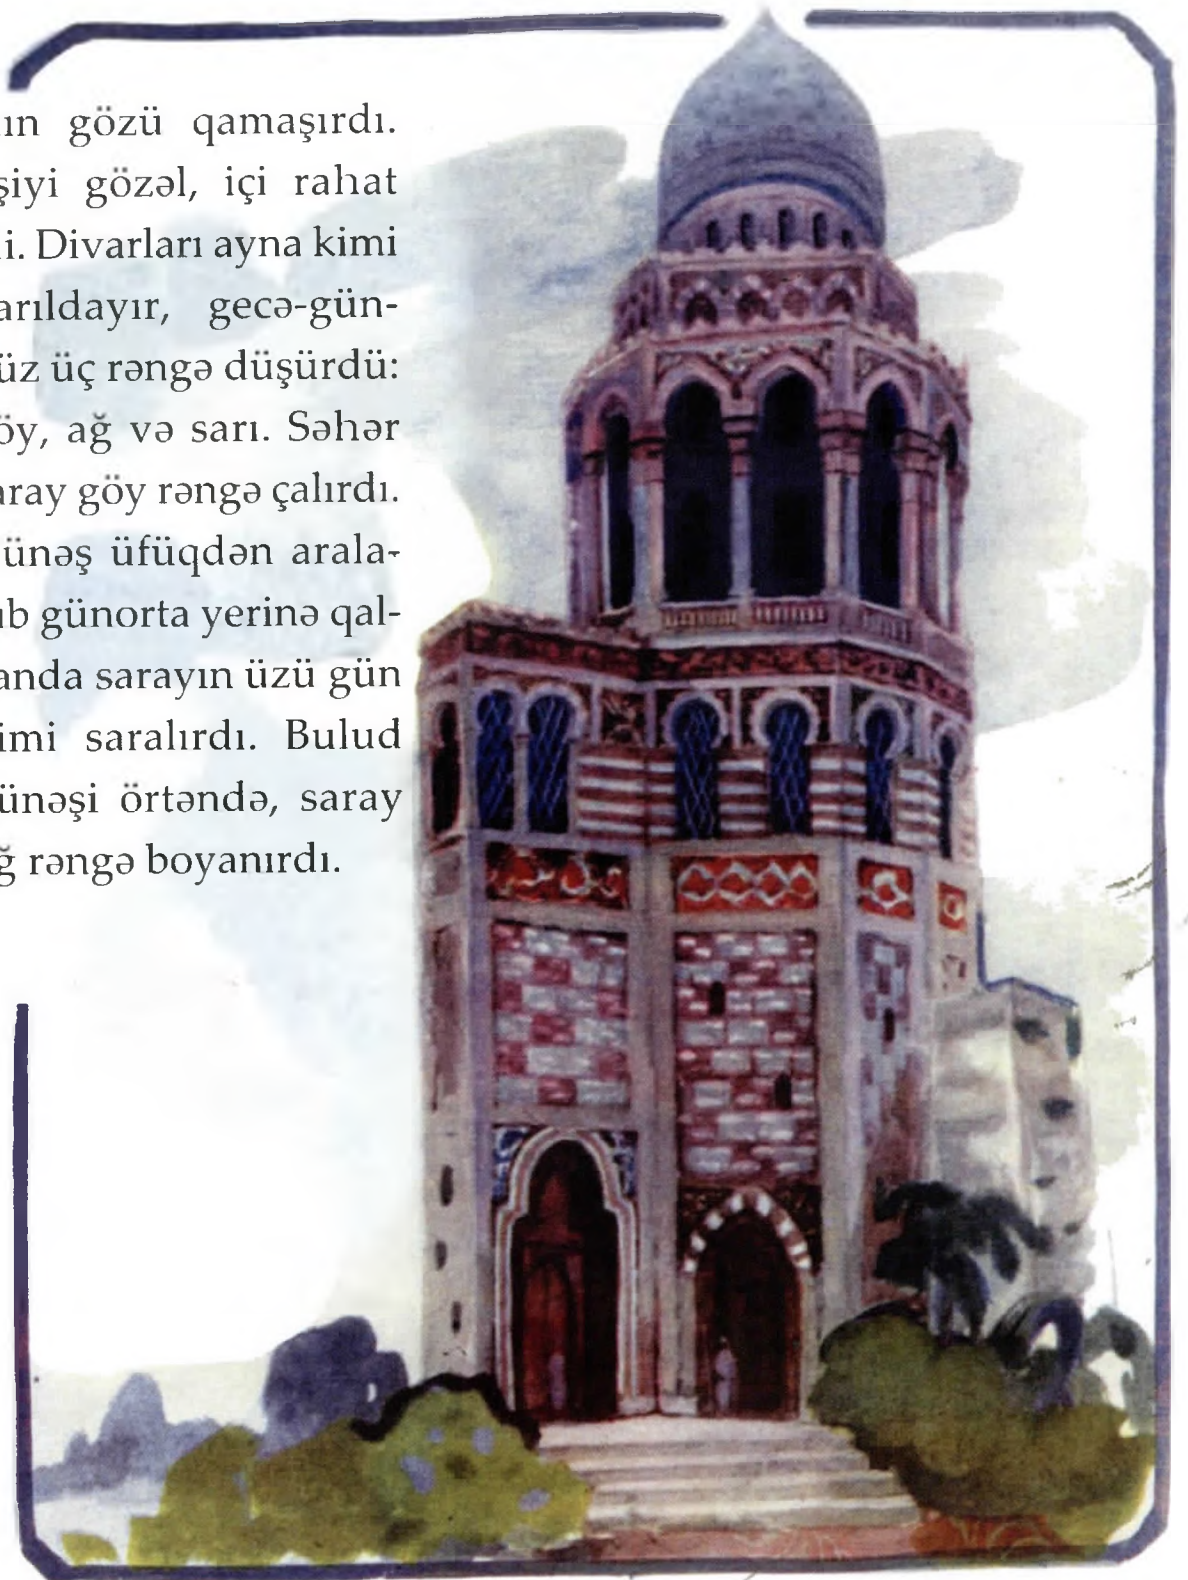 ın gözü qamaşırdı.
şiyi gözəl, içi rahat
i. Divarları ayna kimi
arıldayır, gecə-gün-
üz üç rəngə düşürdü:
öy, ağ və sarı. Səhər
aray göy rəngə çalırdı.
ünəş üfüqdən arala-
ıb günorta yerinə qal-
anda sarayın üzü gün
imi saralırdı. Bulud
ünəşi örtəndə, saray
ğ rəngə boyanırdı.